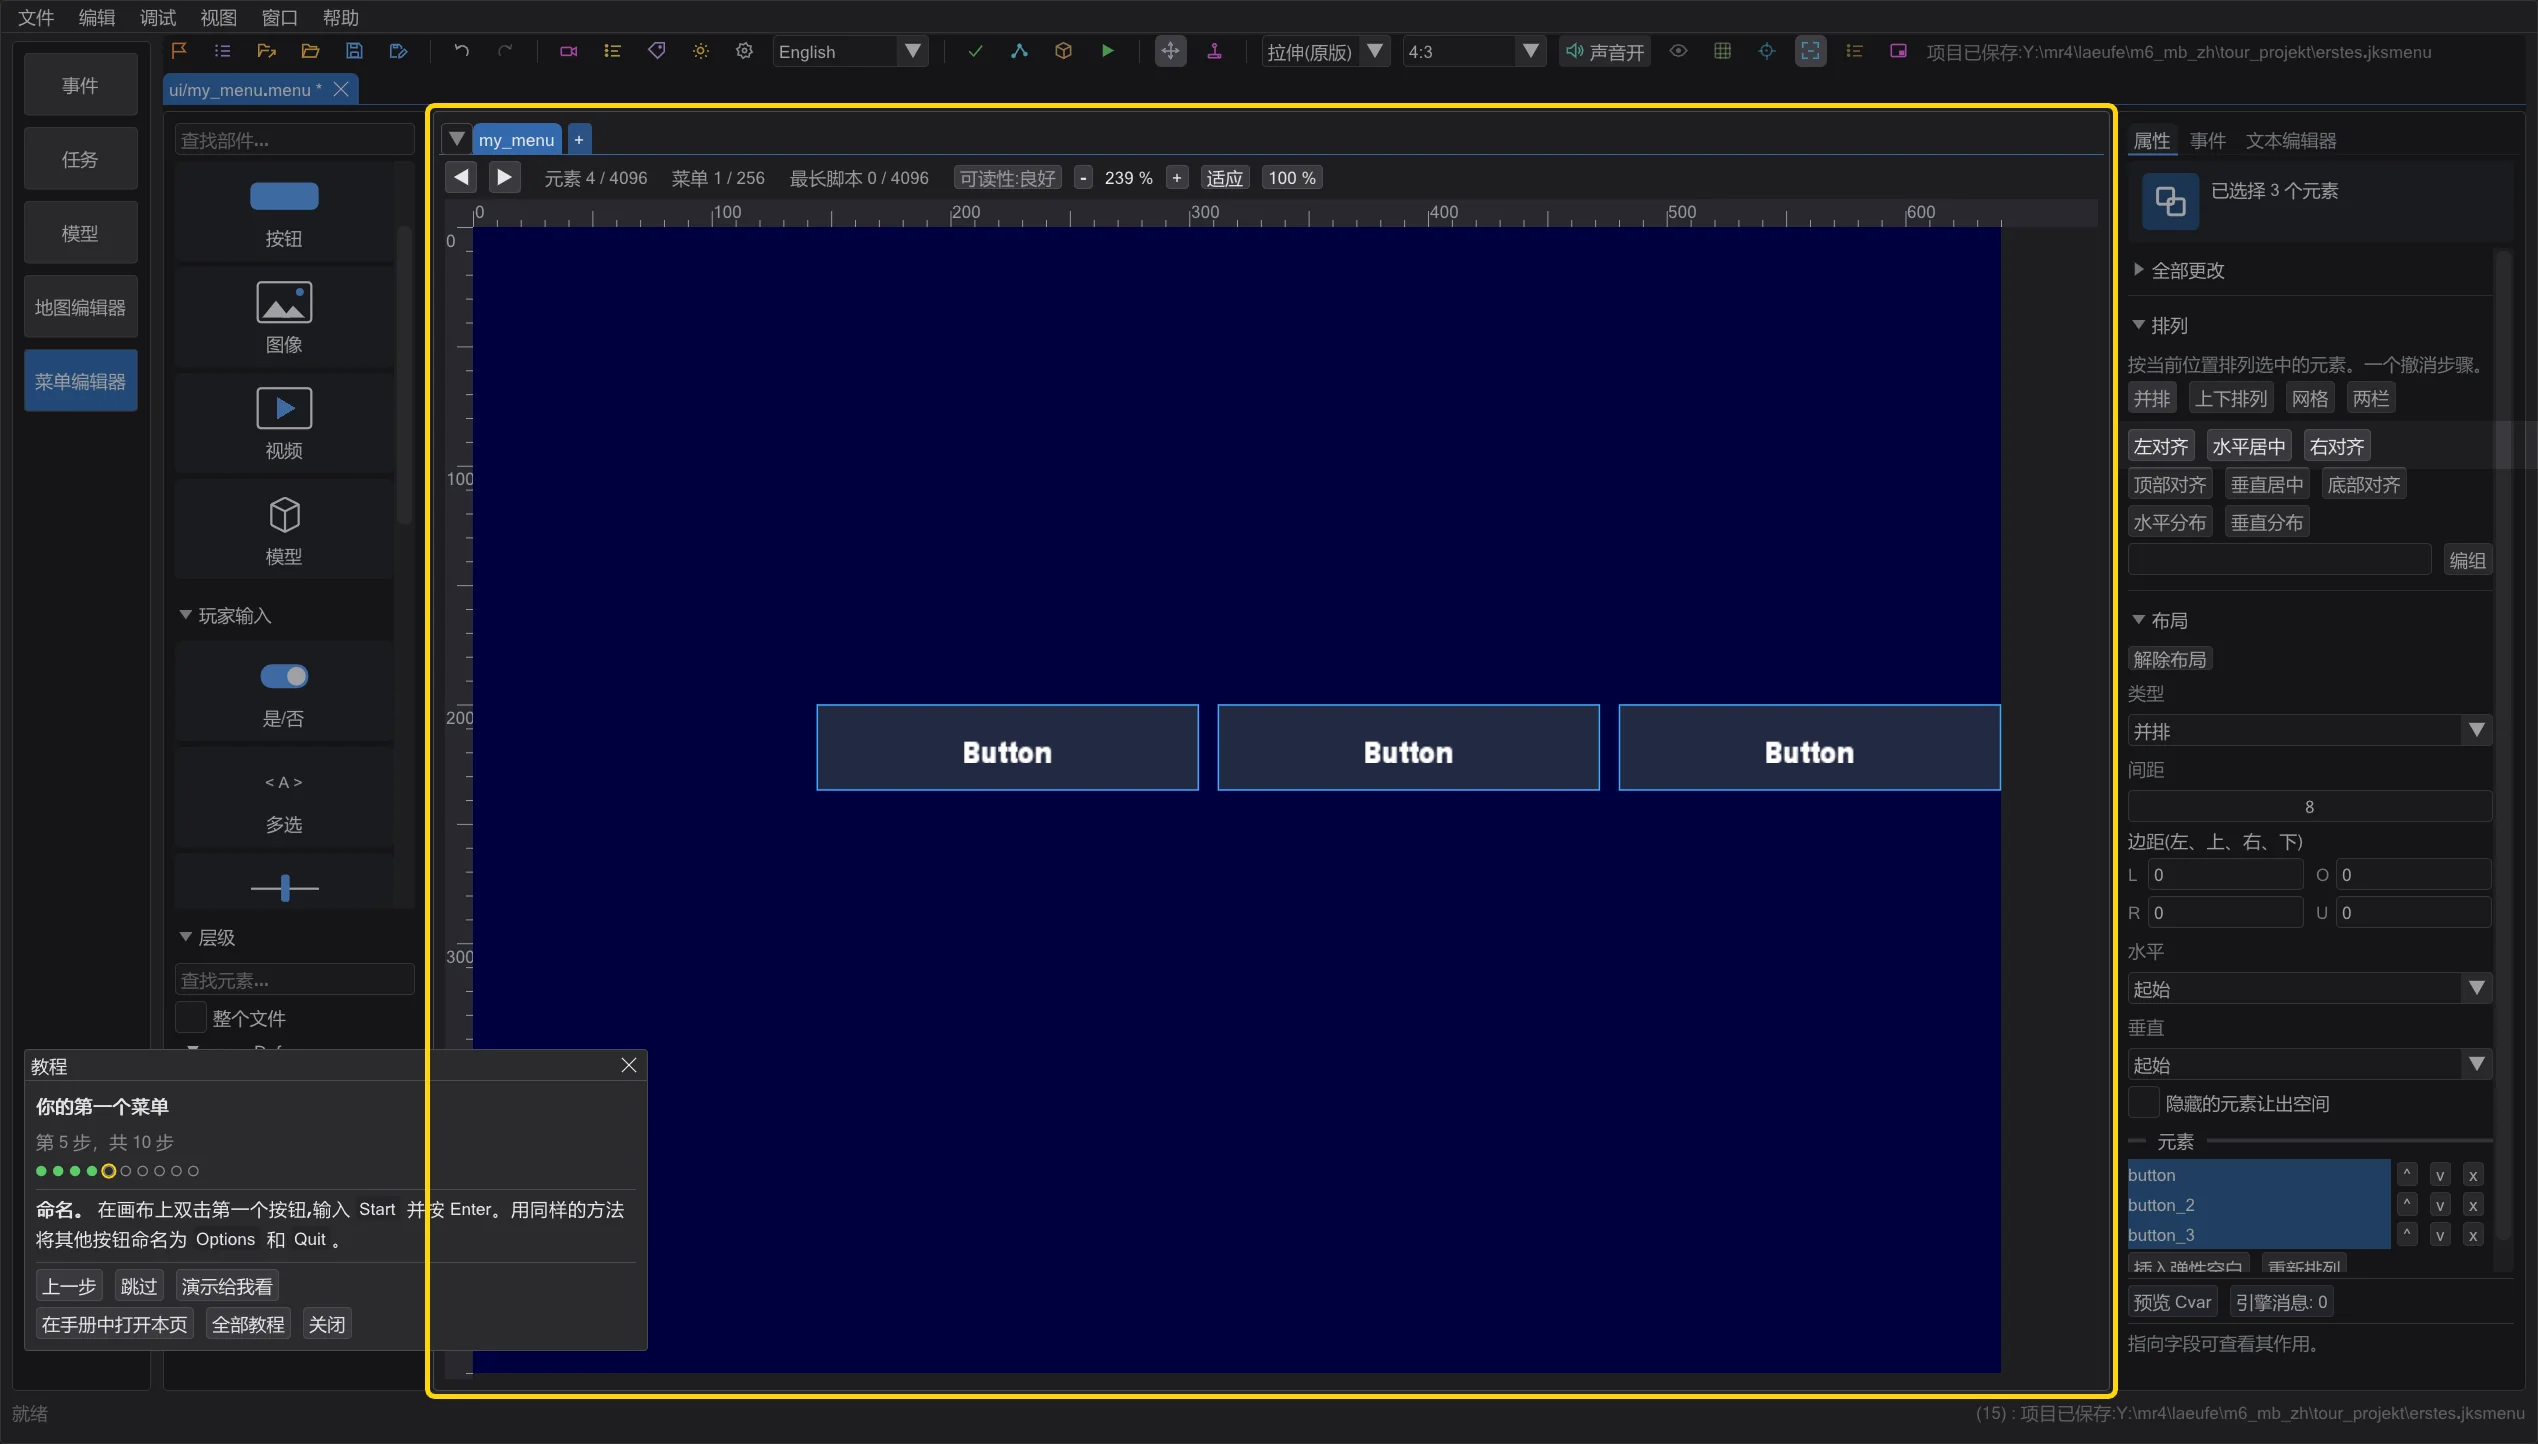 文件 编辑 调试 视图 窗口 帮助
English 拉伸(原版) 4:3 声音开 项目已保存:Y:\mr4\laeufe\m6_mb_zh\tour_projekt\erstes.jksmenu
事件
任务
模型
地图编辑器
菜单编辑器
ui/my_menu.menu *
查找部件...
按钮
图像
视频
模型
玩家输入
是/否
< A >
多选
层级
查找元素...
整个文件
my_menu +
元素 4 / 4096 菜单 1 / 256 最长脚本 0 / 4096 可读性:良好 - 239 % + 适应 100 %
0 100 200 300 400 500 600
0
100
200
300
Button Button Button
教程
你的第一个菜单
第 5 步，共 10 步
命名。 在画布上双击第一个按钮,输入 Start 并按 Enter。用同样的方法
将其他按钮命名为 Options 和 Quit 。
上一步 跳过 演示给我看
在手册中打开本页 全部教程 关闭
属性 事件 文本编辑器
已选择 3 个元素
全部更改
排列
按当前位置排列选中的元素。一个撤消步骤。
并排 上下排列 网格 两栏
左对齐 水平居中 右对齐
顶部对齐 垂直居中 底部对齐
水平分布 垂直分布
编组
布局
解除布局
类型
并排
间距
8
边距(左、上、右、下)
L 0 O 0
R 0 U 0
水平
起始
垂直
起始
隐藏的元素让出空间
元素
button ^ v x
button_2 ^ v x
button_3 ^ v x
插入弹性空白 重新排列
预览 Cvar 引擎消息: 0
指向字段可查看其作用。
就绪
(15) : 项目已保存:Y:\mr4\laeufe\m6_mb_zh\tour_projekt\erstes.jksmenu